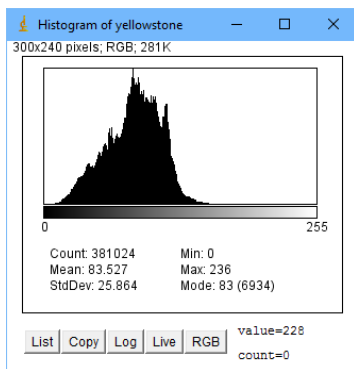 Histogram of yellowstone
300x240 pixels; RGB; 281K
0 255
Count: 381024 Min: 0
Mean: 83.527 Max: 236
StdDev: 25.864 Mode: 83 (6934)
List Copy Log Live RGB value=228
count=0